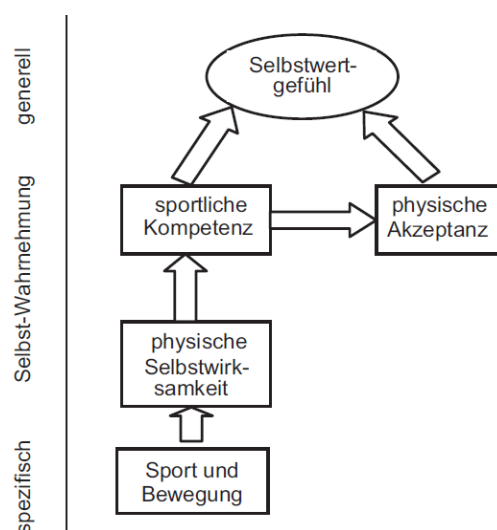 generell
Selbst-Wahrnehmung
spezifisch
Selbstwert-
gefühl
sportliche
Kompetenz
physische
Akzeptanz
physische
Selbstwirk-
samkeit
Sport und
Bewegung